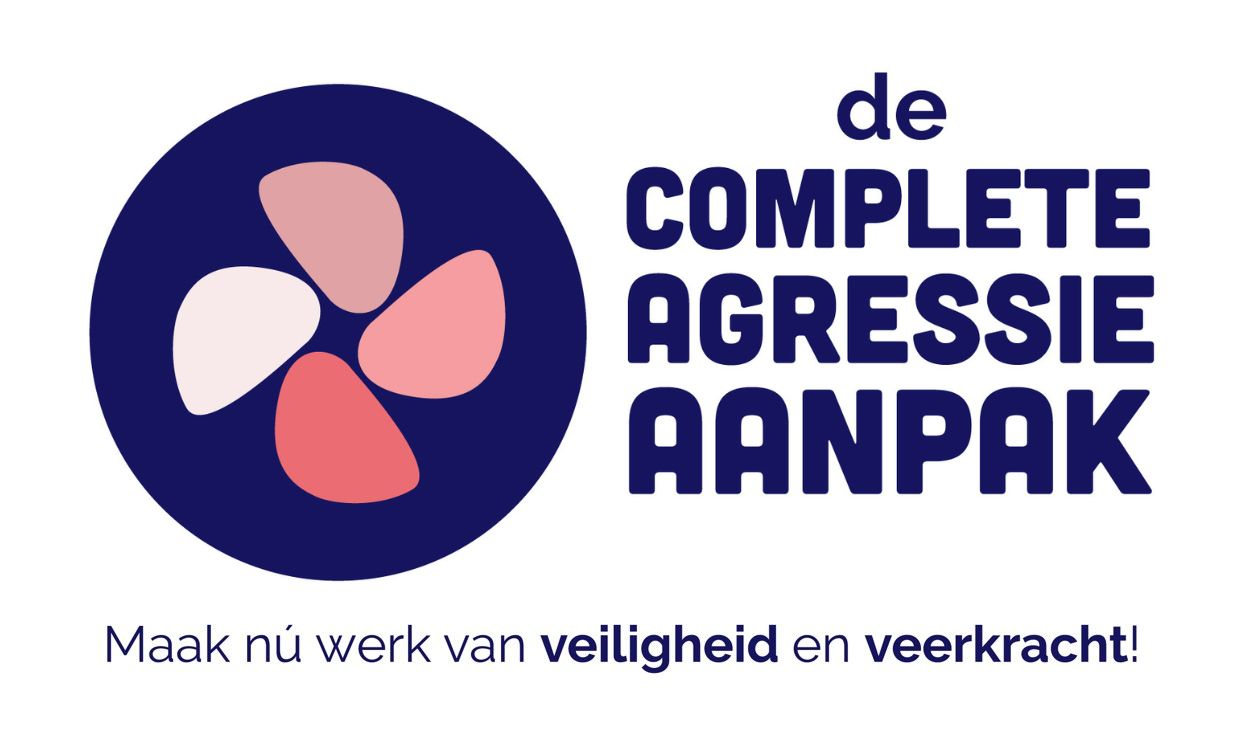 de
COMPLETE
AGRESSIE
AANPAK
Maak nú werk van veiligheid en veerkracht!